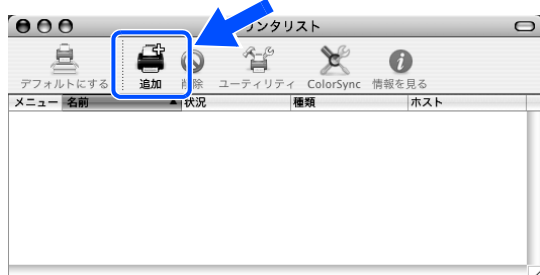 リンタリスト
デフォルトにする 追加 削除 ユーティリティ ColorSync 情報を見る
メニュー 名前 状況 種類 ホスト